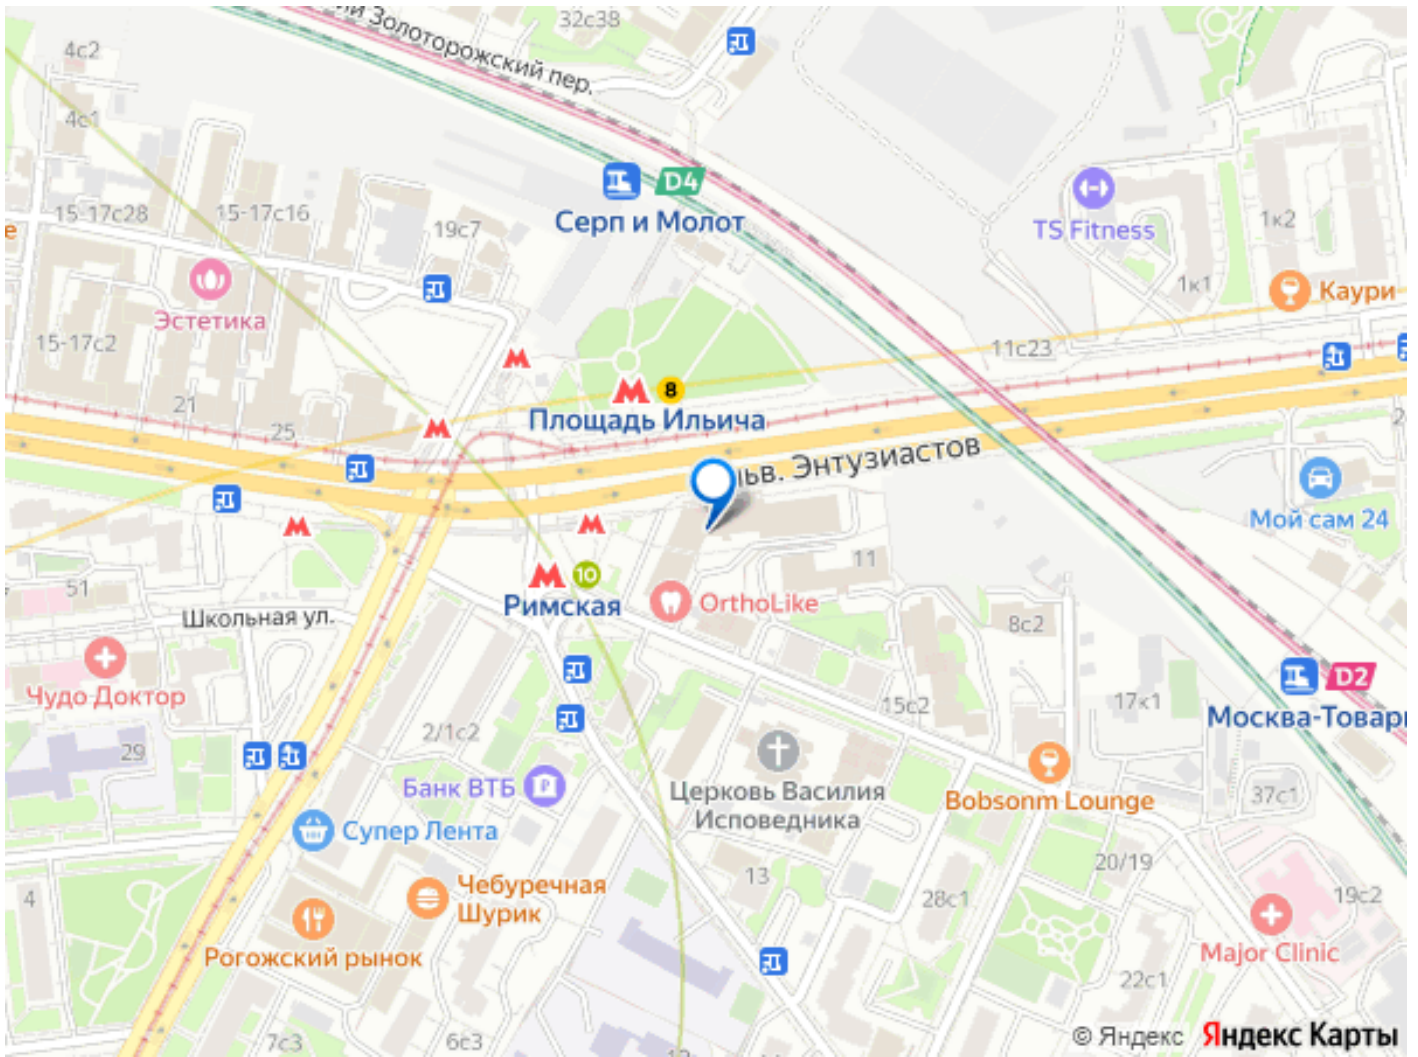 32с38
Золоторожский пер.
4с2
4с1
D4
Серп и Молот
15-17с28
15-17с16
19с7
TS Fitness
1к2
1к1
Каури
е
Эстетика
15-17с2
11с23
8
Площадь Ильича
21
25
Энтузиастов
Мой сам 24
51
10
Римская
OrthoLike
11
Школьная ул.
8с2
Чудо Доктор
D2
17к1
15с2
2/1с2
29
Банк ВТБ
Церковь Василия
Исповедника
Bobsonm Lounge
37с1
Супер Лента
20/19
13
4
Чебуречная
Шурик
28с1
19с2
Рогожский рынок
Major Clinic
22с1
7с3
6с3
© Яндекс Яндекс Карты